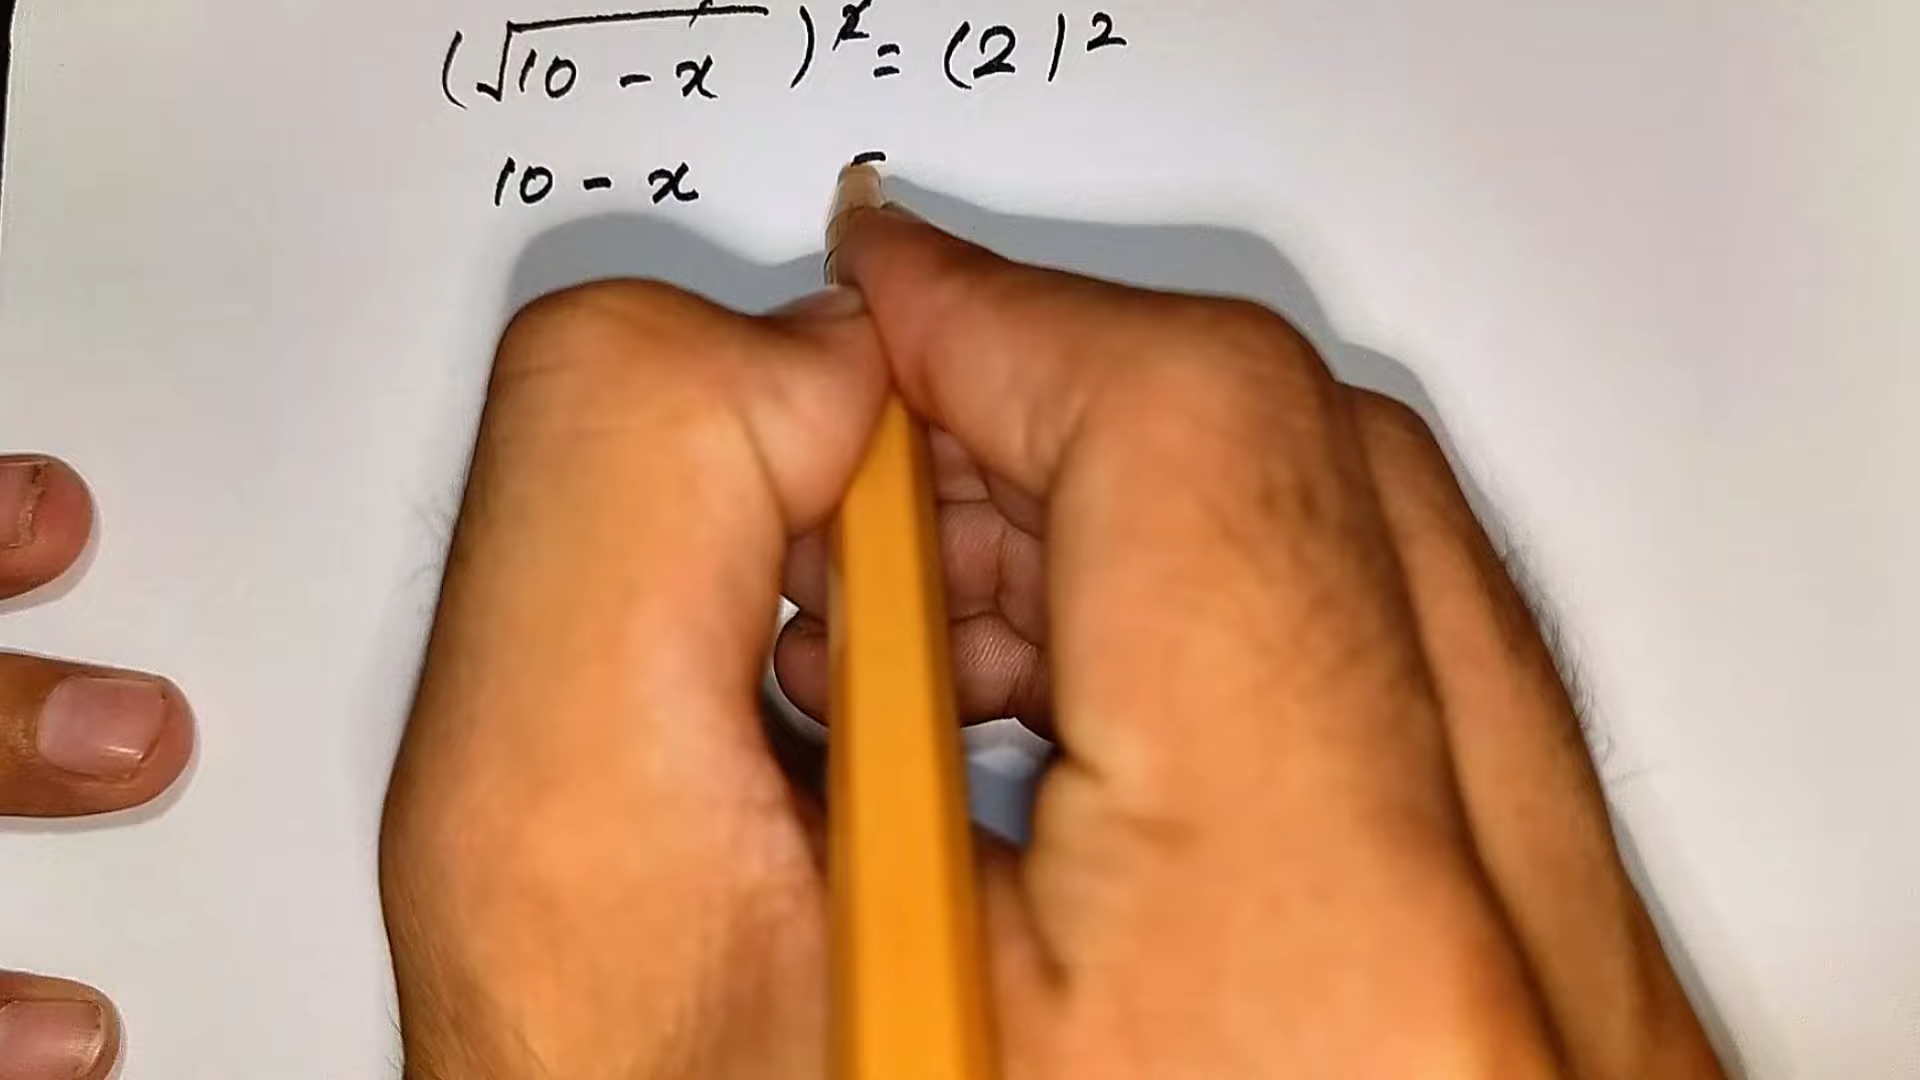 (√10 - x)² = (2)²
10 - x =